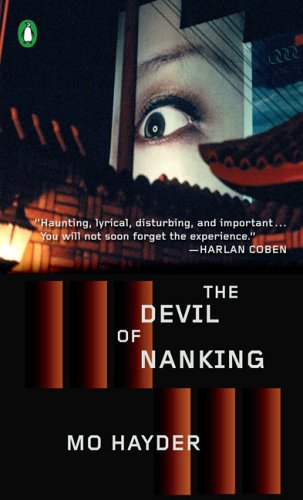 "Haunting, lyrical, disturbing, and important...
You will not soon forget the experience."
—HARLAN COBEN
THE
DEVIL
OF
NANKING
MO HAYDER